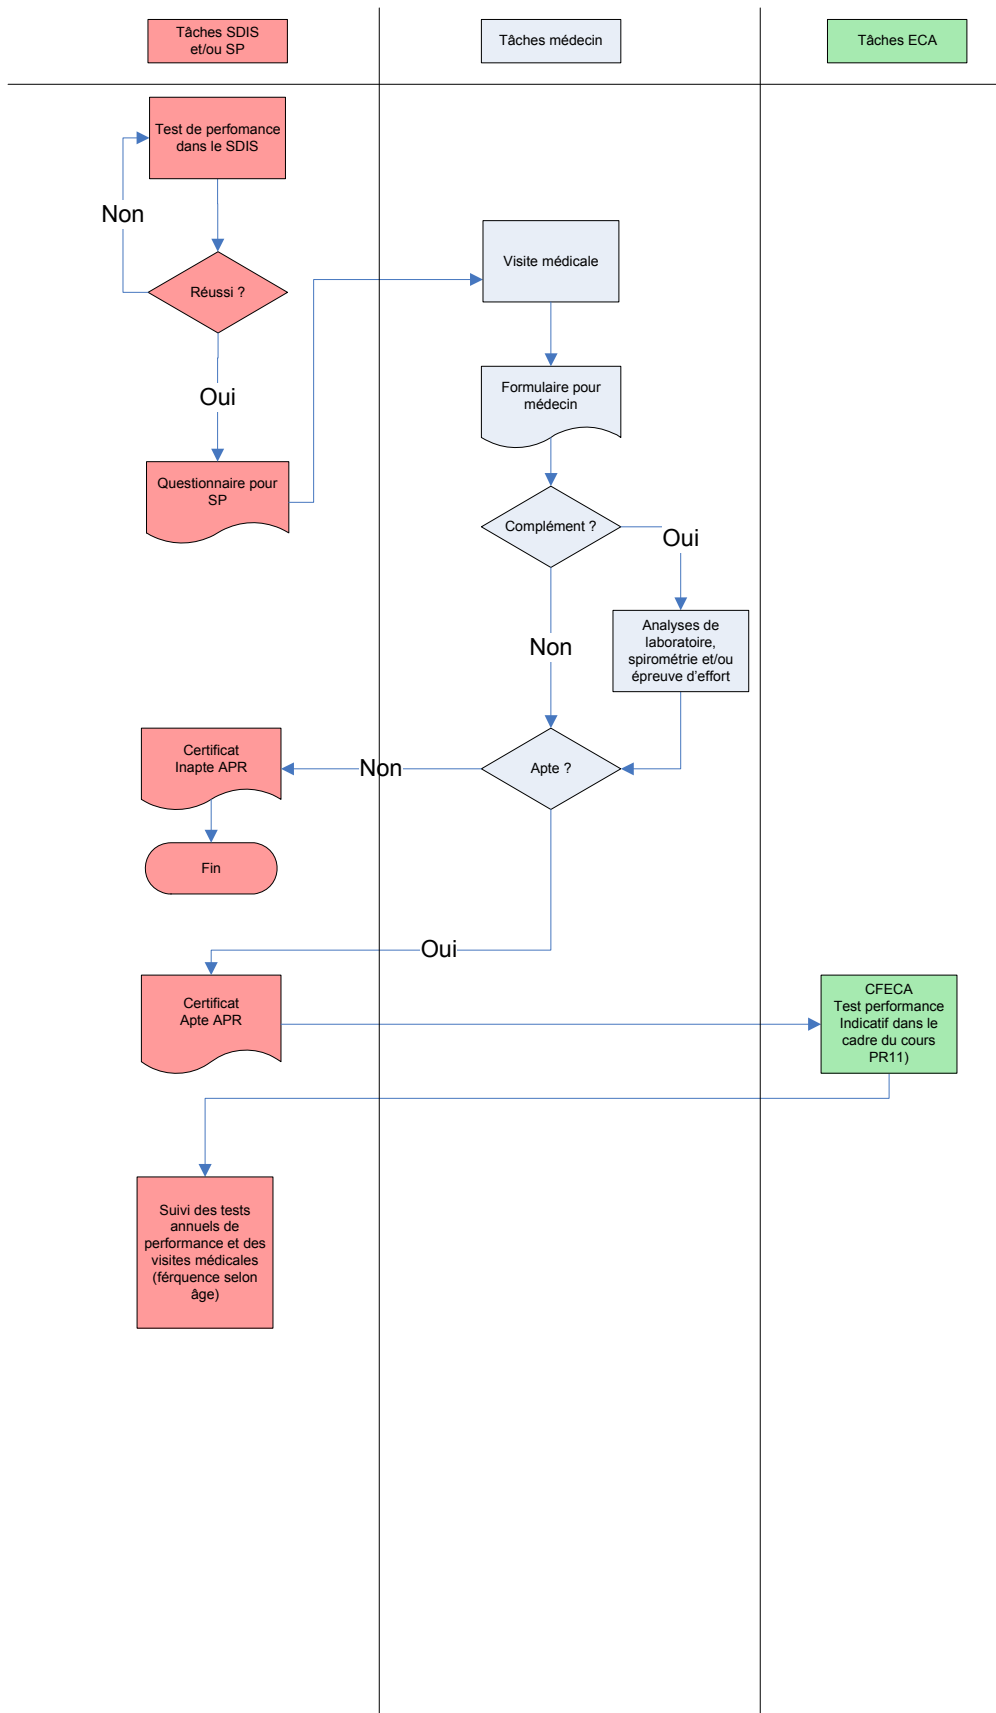 Tâches SDIS
et/ou SP
Tâches médecin
Tâches ECA
Test de perfomance
dans le SDIS
Non
Réussi ?
Oui
Questionnaire pour
SP
Visite médicale
Formulaire pour
médecin
Complément ?
Oui
Non
Analyses de
laboratoire,
spirométrie et/ou
épreuve d'effort
Apte ?
Non
Certificat
Inapte APR
Fin
Oui
Certificat
Apte APR
CFECA
Test performance
Indicatif dans le
cadre du cours
PR11)
Suivi des tests
annuels de
performance et des
visites médicales
(férquence selon
âge)